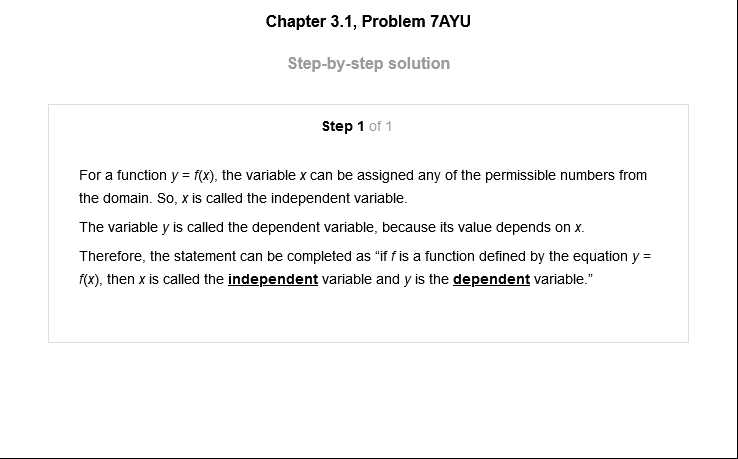 Chapter 3.1, Problem 7AYU
Step-by-step solution
Step 1 of 1
For a function y = f(x), the variable x can be assigned any of the permissible numbers from
the domain. So, x is called the independent variable.
The variable y is called the dependent variable, because its value depends on x.
Therefore, the statement can be completed as “if f is a function defined by the equation y =
f(x), then x is called the independent variable and y is the dependent variable.”